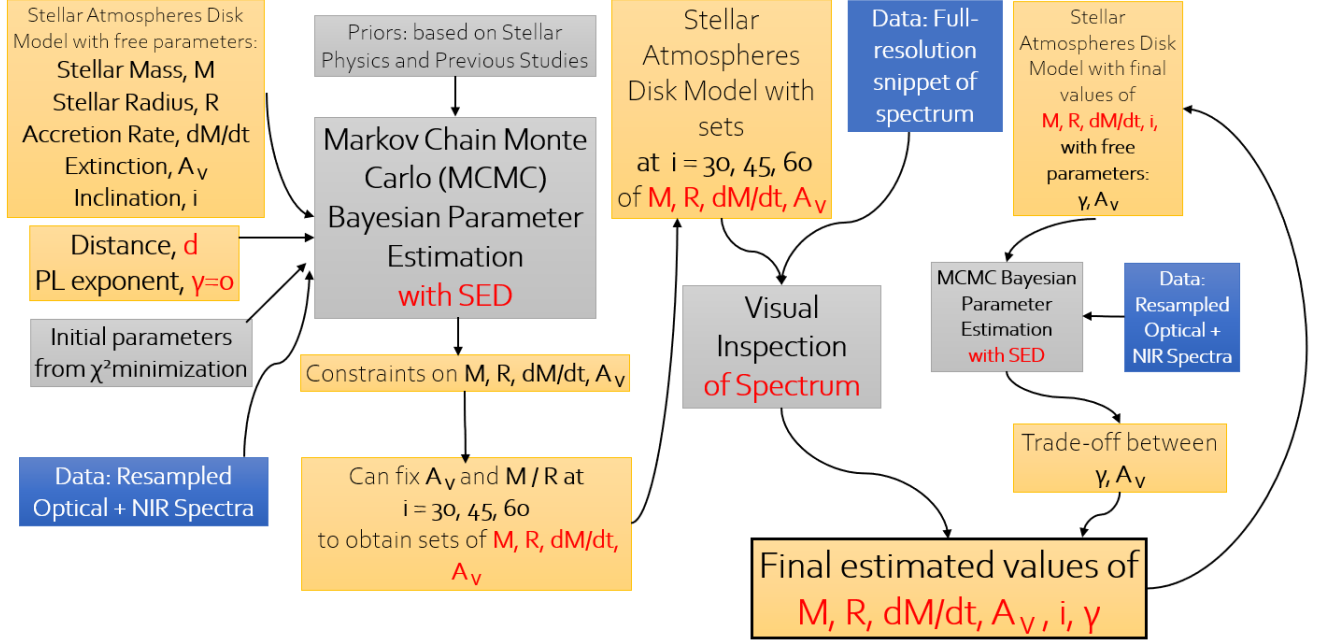 Stellar Atmospheres Disk
Model with free parameters:
Stellar Mass, M
Stellar Radius, R
Accretion Rate, dM/dt
Extinction, Aᵥ
Inclination, i
Distance, d
PL exponent, γ=0
Initial parameters
from χ² minimization
Data: Resampled
Optical + NIR Spectra
Priors: based on Stellar
Physics and Previous Studies
Markov Chain Monte
Carlo (MCMC)
Bayesian Parameter
Estimation
with SED
Constraints on M, R, dM/dt, Aᵥ
Can fix Aᵥ and M / R at
i = 30, 45, 60
to obtain sets of M, R, dM/dt,
Aᵥ
Stellar
Atmospheres
Disk Model with
sets
at i = 30, 45, 60
of M, R, dM/dt, Aᵥ
Data: Full-
resolution
snippet of
spectrum
Visual
Inspection
of Spectrum
Stellar
Atmospheres Disk
Model with final
values of
M, R, dM/dt, i,
with free
parameters:
γ, Aᵥ
MCMC Bayesian
Parameter
Estimation
with SED
Data:
Resampled
Optical +
NIR Spectra
Trade-off between
γ, Aᵥ
Final estimated values of
M, R, dM/dt, Aᵥ , i, γ